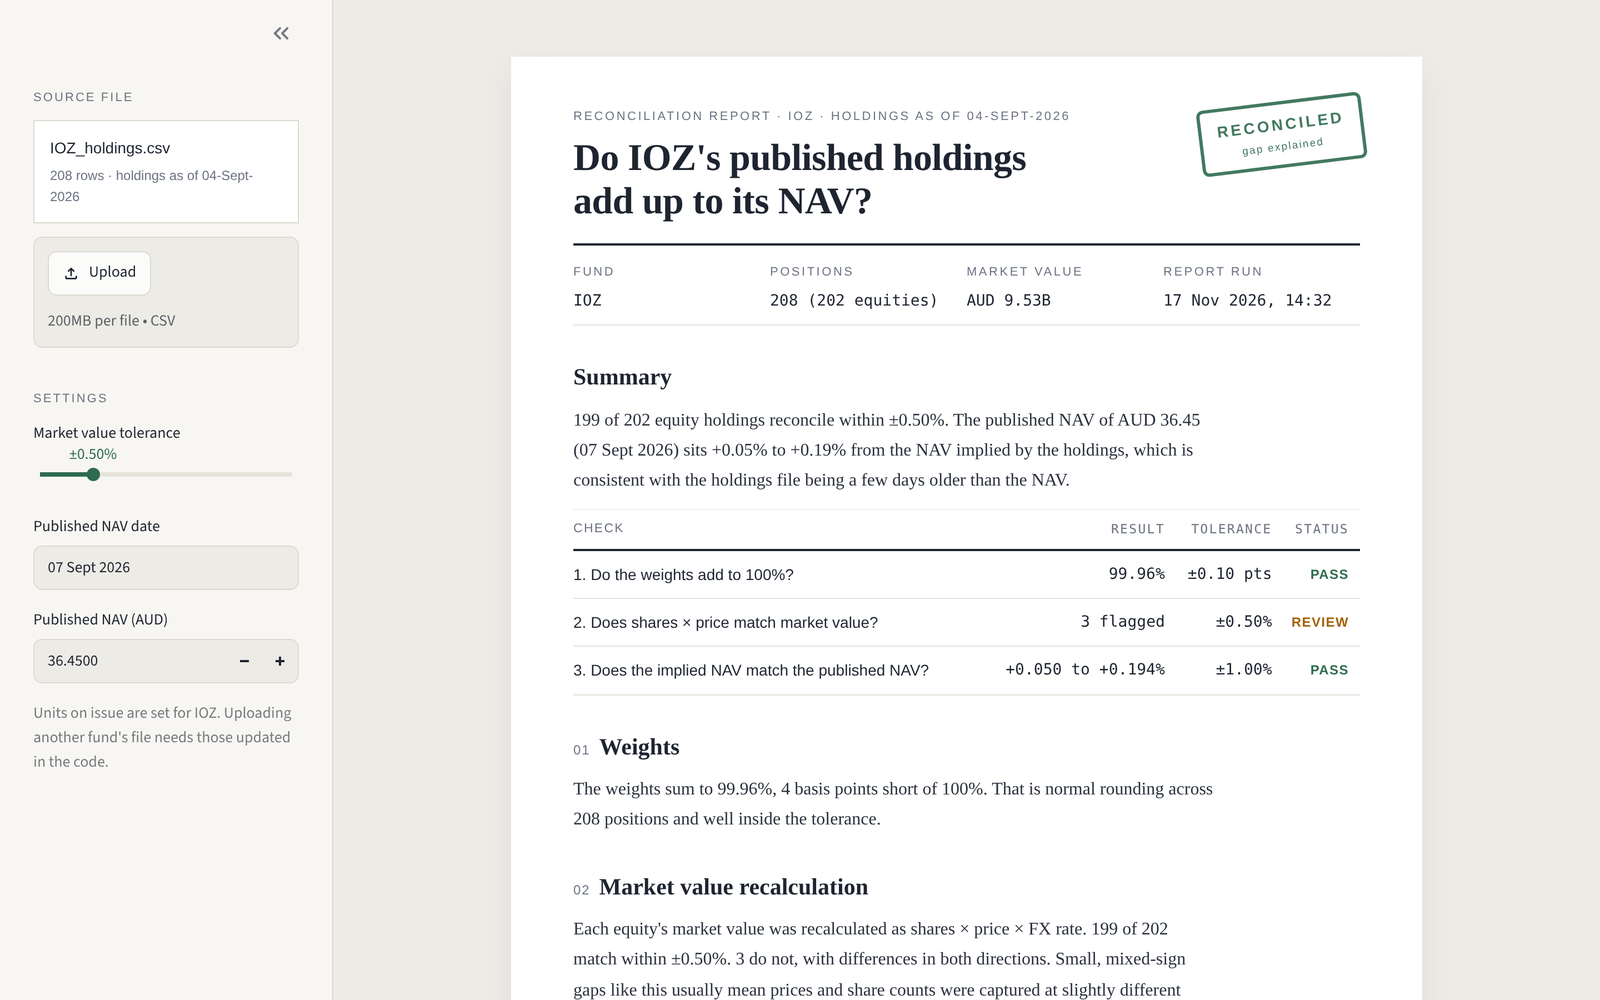 SOURCE FILE
IOZ_holdings.csv
208 rows · holdings as of 04-Sept-
2026
Upload
200MB per file • CSV
SETTINGS
Market value tolerance
±0.50%
Published NAV date
07 Sept 2026
Published NAV (AUD)
36.4500
Units on issue are set for IOZ. Uploading
another fund's file needs those updated
in the code.
RECONCILIATION REPORT · IOZ · HOLDINGS AS OF 04-SEPT-2026
RECONCILED
gap explained
Do IOZ's published holdings
add up to its NAV?
FUND POSITIONS MARKET VALUE REPORT RUN
IOZ 208 (202 equities) AUD 9.53B 17 Nov 2026, 14:32
Summary
199 of 202 equity holdings reconcile within ±0.50%. The published NAV of AUD 36.45
(07 Sept 2026) sits +0.05% to +0.19% from the NAV implied by the holdings, which is
consistent with the holdings file being a few days older than the NAV.
CHECK RESULT TOLERANCE STATUS
1. Do the weights add to 100%? 99.96% ±0.10 pts PASS
2. Does shares × price match market value? 3 flagged ±0.50% REVIEW
3. Does the implied NAV match the published NAV? +0.050 to +0.194% ±1.00% PASS
01 Weights
The weights sum to 99.96%, 4 basis points short of 100%. That is normal rounding across
208 positions and well inside the tolerance.
02 Market value recalculation
Each equity's market value was recalculated as shares × price × FX rate. 199 of 202
match within ±0.50%. 3 do not, with differences in both directions. Small, mixed-sign
gaps like this usually mean prices and share counts were captured at slightly different